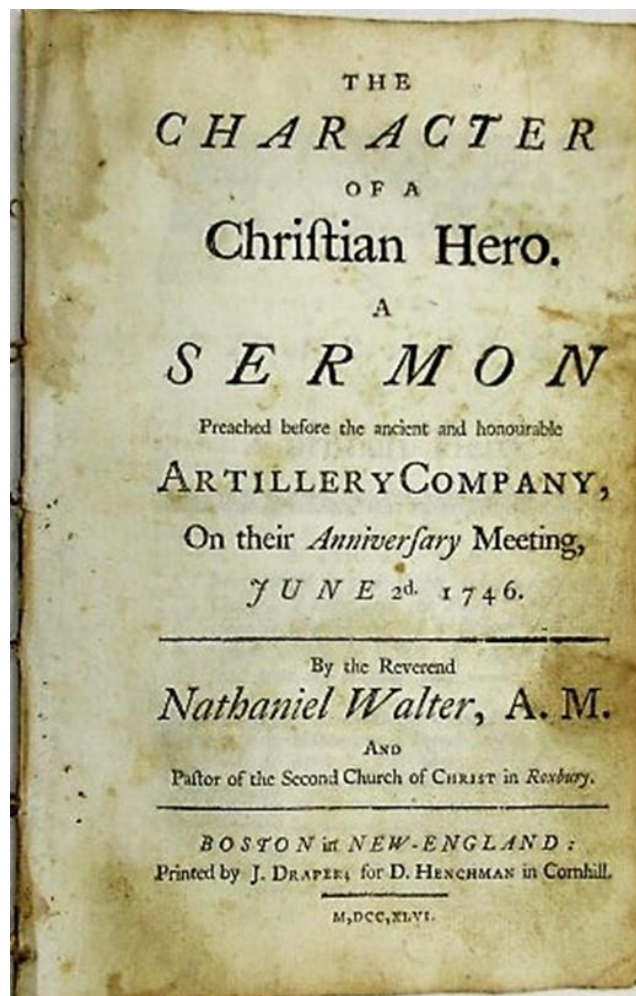 THE
CHARACTER
OF A
Chriſtian Hero.
A
SERMON
Preached before the ancient and honourable
ARTILLERY COMPANY,
On their Anniverſary Meeting,
JUNE 2d. 1746.
By the Reverend
Nathaniel Walter, A. M.
AND
Paſtor of the Second Church of CHRIST in Roxbury.
BOSTON in NEW-ENGLAND:
Printed by J. DRAPER, for D. HENCHMAN in Cornhill.
M,DCC,XLVI.